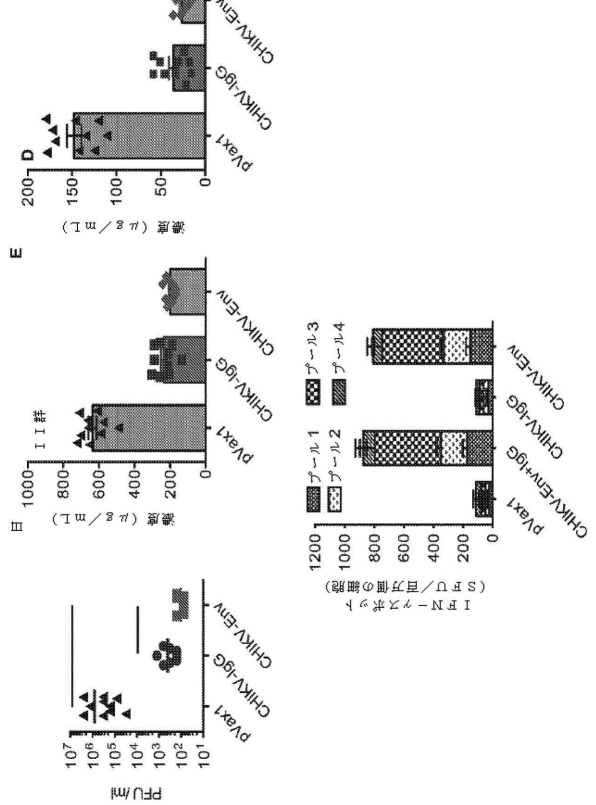 PFU/ml
10⁷
10⁶
10⁵
10⁴
10³
10²
10¹
pVax1
CHIKV-IgG
CHIKV-Env
II群
濃度 (μg/mL)
1000
800
600
400
200
0
pVax1
CHIKV-IgG
CHIKV-Env
E
D
濃度 (μg/mL)
200
150
100
50
0
pVax1
CHIKV-IgG
CHIKV-Env
IFN-γスポット
(SFU/百万個の細胞)
1200
1000
800
600
400
200
0
プール1
プール2
プール3
プール4
pVax1
CHIKV-Env+IgG
CHIKV-IgG
CHIKV-Env